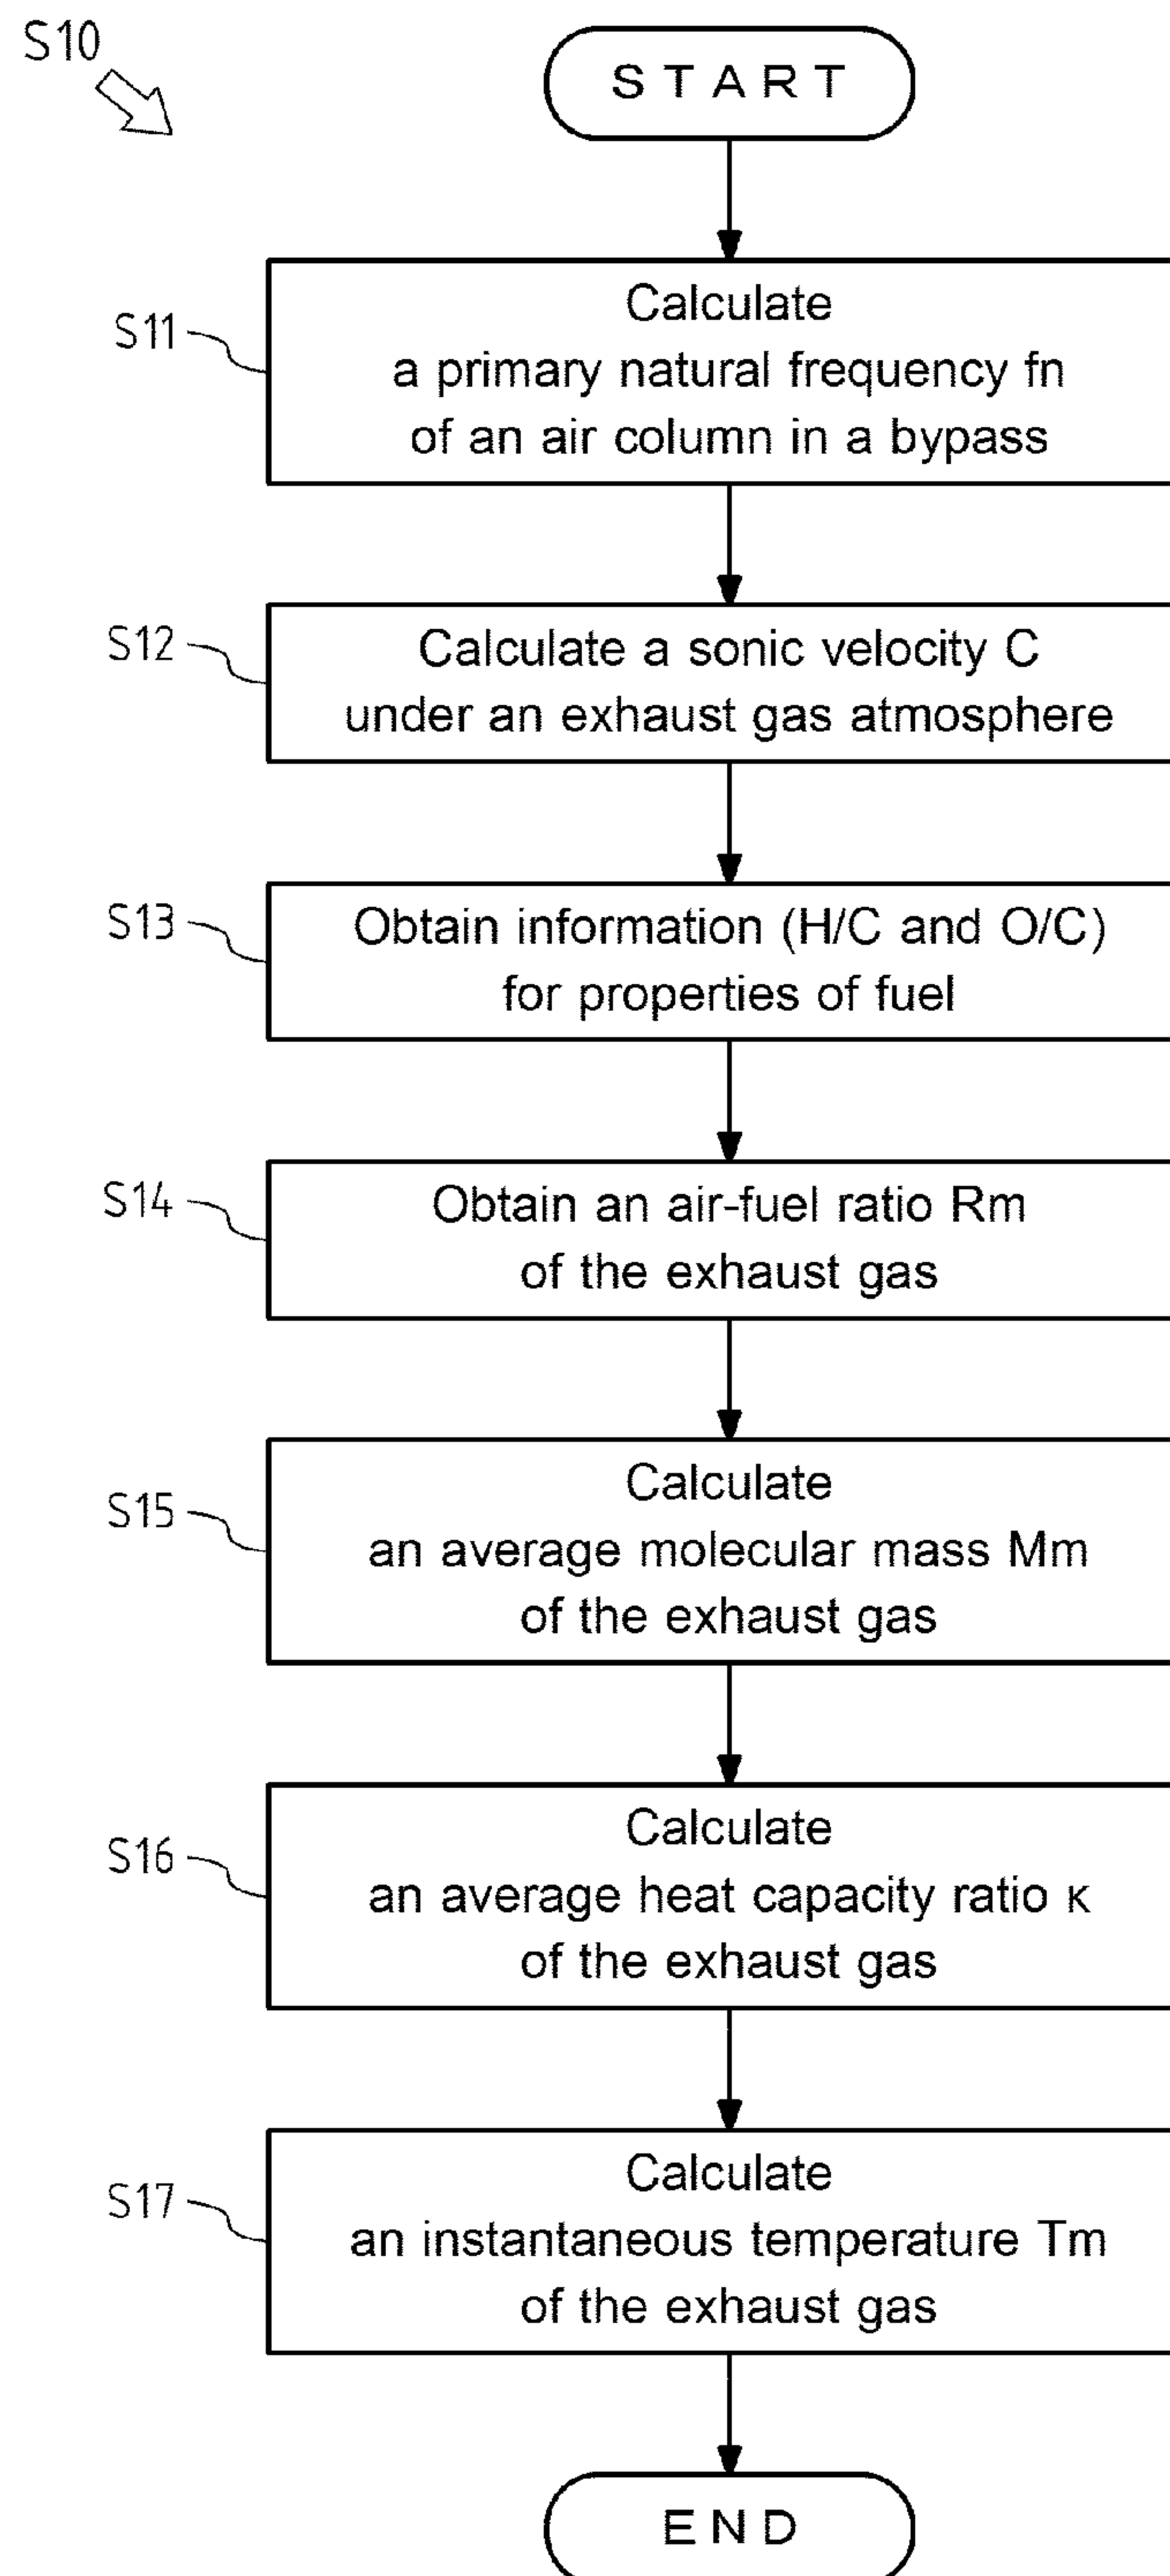 S10
START
S11
Calculate
a primary natural frequency fn
of an air column in a bypass
S12
Calculate a sonic velocity C
under an exhaust gas atmosphere
S13
Obtain information (H/C and O/C)
for properties of fuel
S14
Obtain an air-fuel ratio Rm
of the exhaust gas
S15
Calculate
an average molecular mass Mm
of the exhaust gas
S16
Calculate
an average heat capacity ratio κ
of the exhaust gas
S17
Calculate
an instantaneous temperature Tm
of the exhaust gas
END